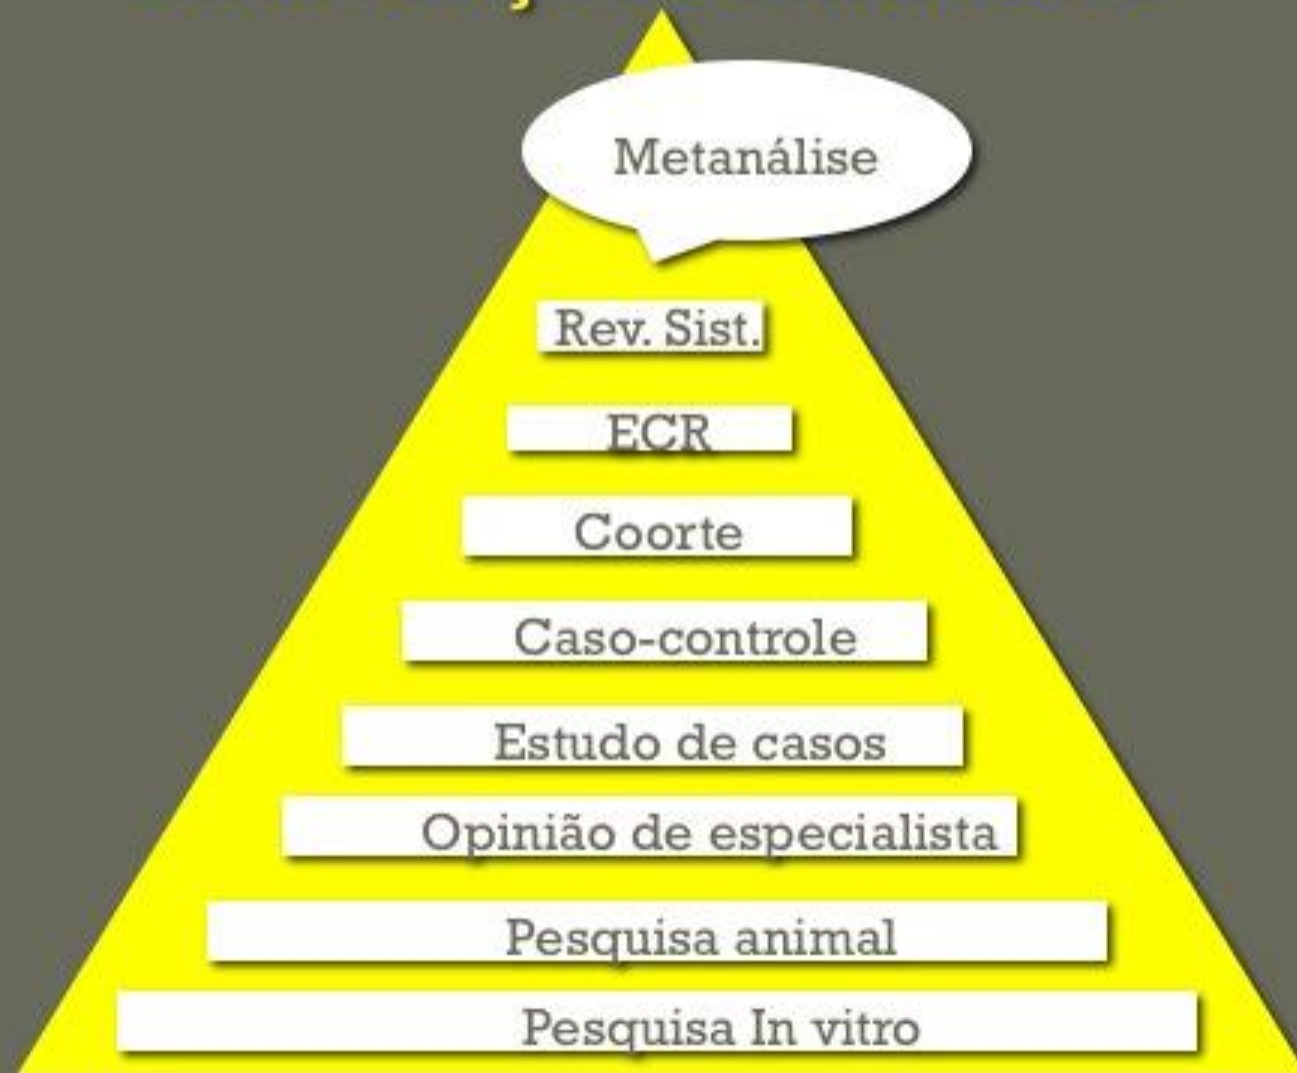 Metanálise
Rev. Sist.
ECR
Coorte
Caso-controle
Estudo de casos
Opinião de especialista
Pesquisa animal
Pesquisa In vitro